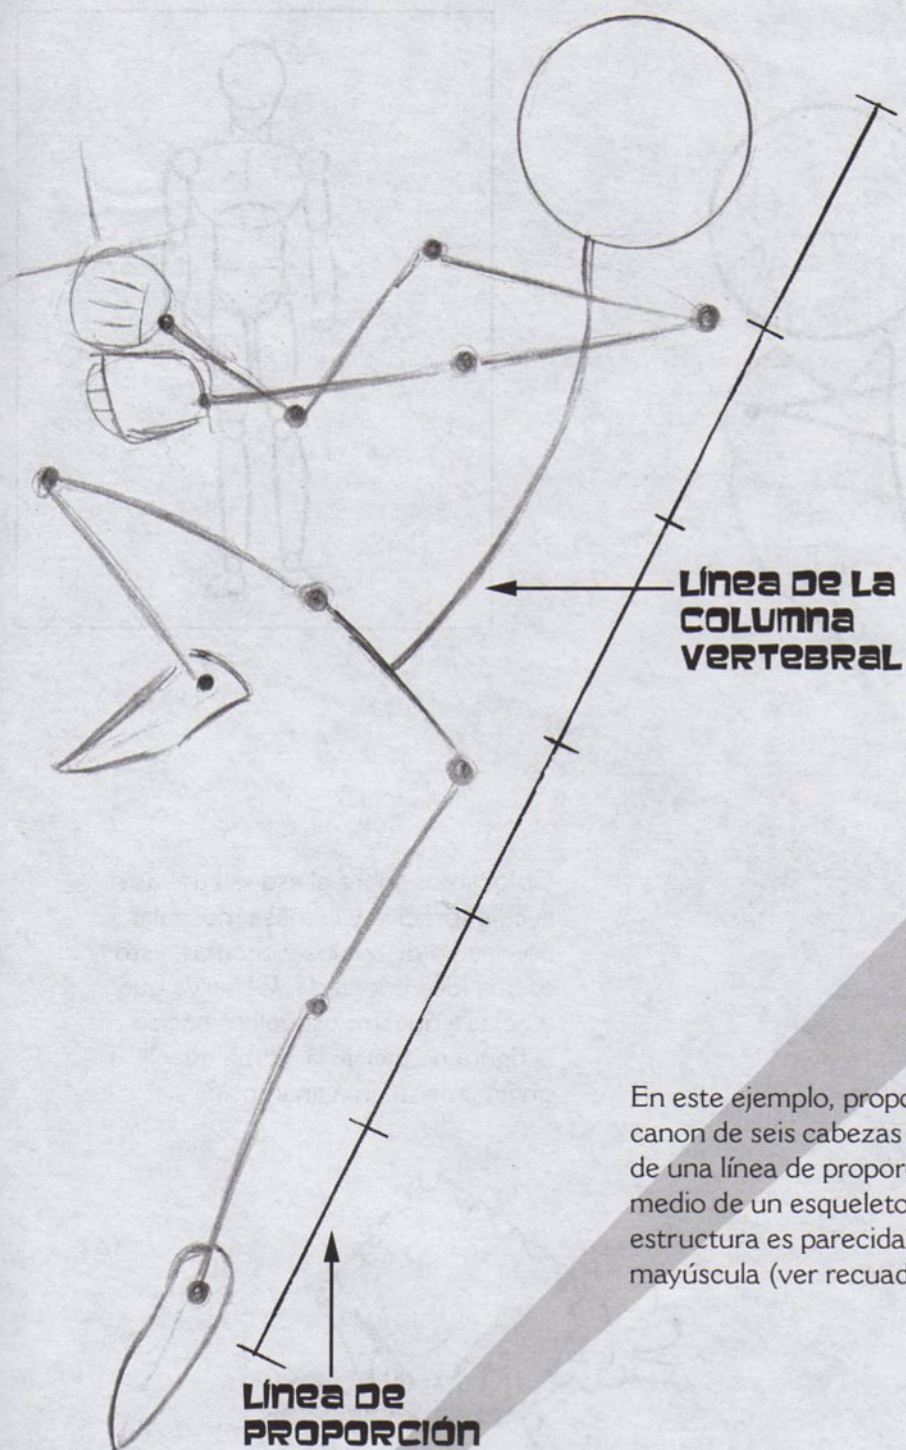 Línea de la
columna
vertebral
En este ejemplo, propo
canon de seis cabezas
de una línea de propor
medio de un esqueleto
estructura es parecida
mayúscula (ver recuad
Línea de
proporción